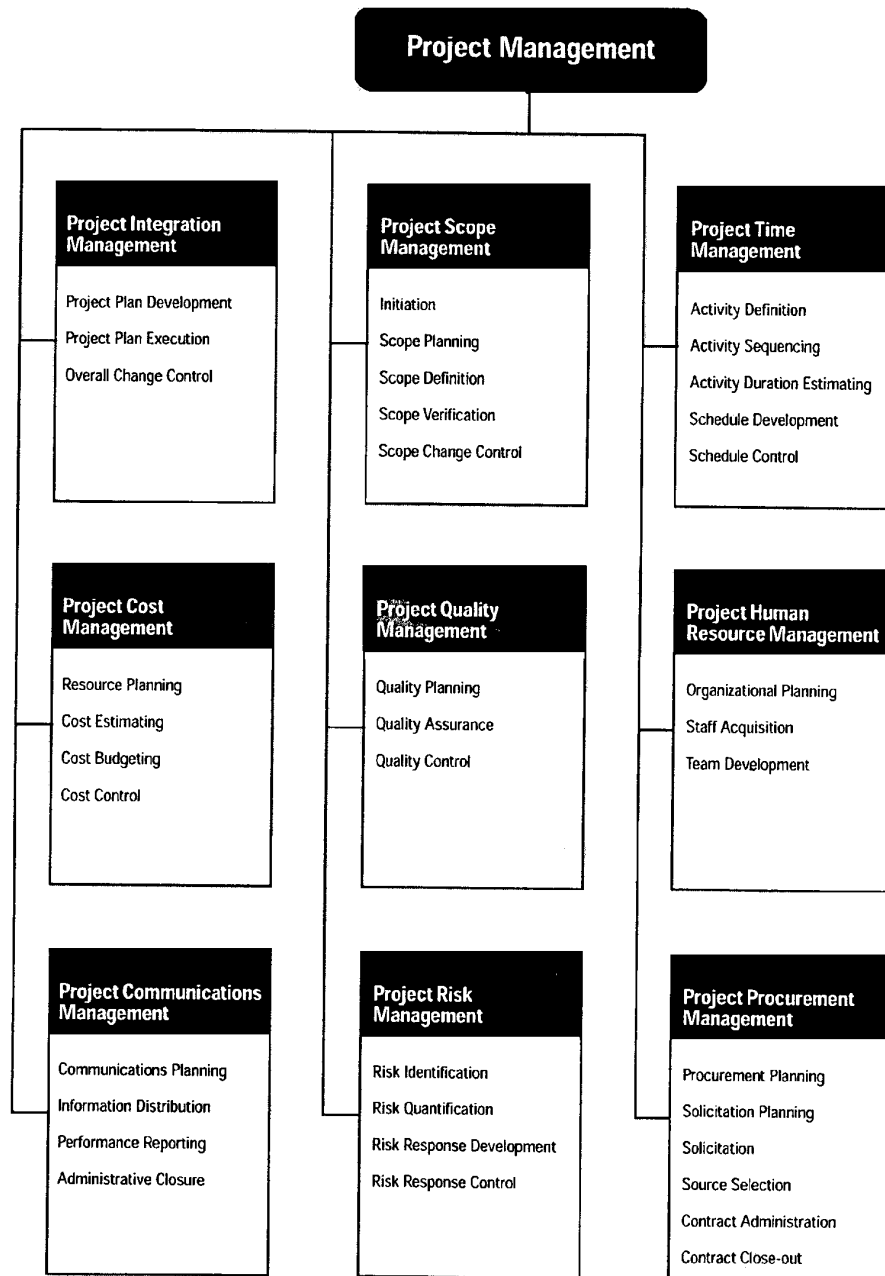 Project Management
Project Integration
Management
Project Plan Development
Project Plan Execution
Overall Change Control
Project Scope
Management
Initiation
Scope Planning
Scope Definition
Scope Verification
Scope Change Control
Project Time
Management
Activity Definition
Activity Sequencing
Activity Duration Estimating
Schedule Development
Schedule Control
Project Cost
Management
Resource Planning
Cost Estimating
Cost Budgeting
Cost Control
Project Quality
Management
Quality Planning
Quality Assurance
Quality Control
Project Human
Resource Management
Organizational Planning
Staff Acquisition
Team Development
Project Communications
Management
Communications Planning
Information Distribution
Performance Reporting
Administrative Closure
Project Risk
Management
Risk Identification
Risk Quantification
Risk Response Development
Risk Response Control
Project Procurement
Management
Procurement Planning
Solicitation Planning
Solicitation
Source Selection
Contract Administration
Contract Close-out